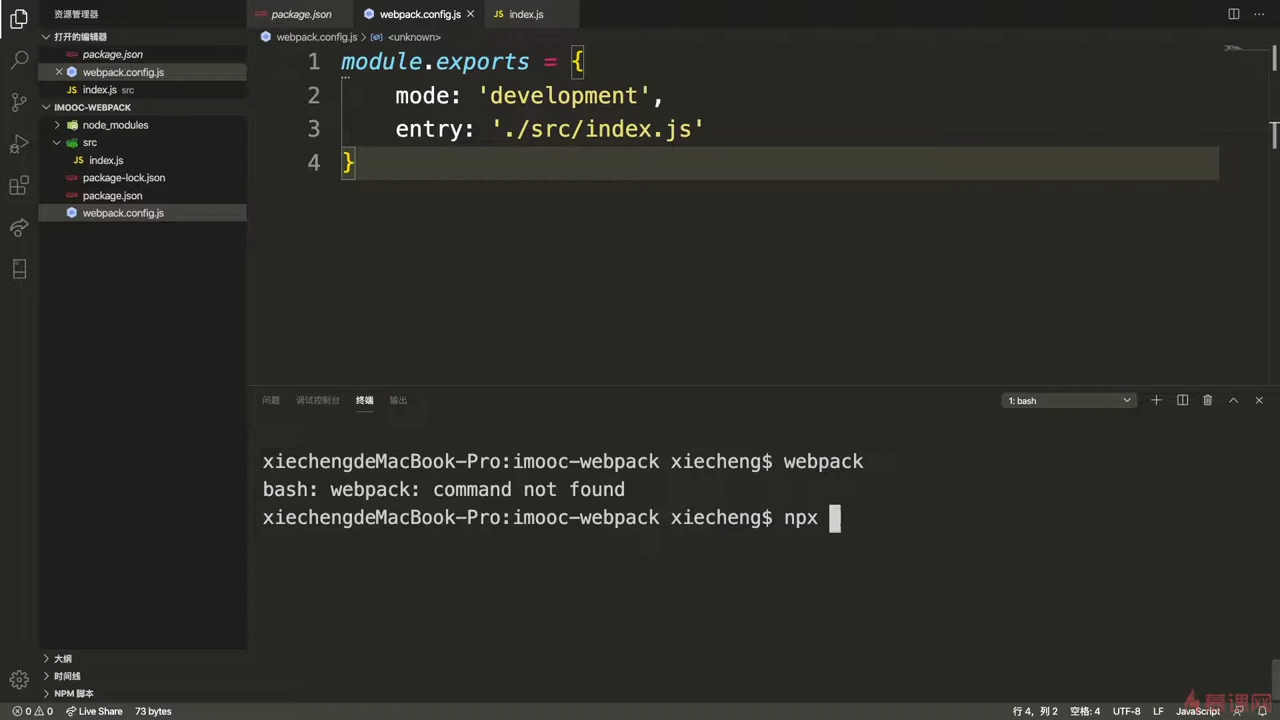 资源管理器
package.json
webpack.config.js
index.js
打开的编辑器
package.json
webpack.config.js
index.js src
IMOOC-WEBPACK
node_modules
src
index.js
package-lock.json
package.json
webpack.config.js
webpack.config.js > <unknown>
1 module.exports = {
2 mode: 'development',
3 entry: './src/index.js'
4 }
问题 调试控制台 终端 输出
1: bash
xiechengdeMacBook-Pro:imooc-webpack xiecheng$ webpack
bash: webpack: command not found
xiechengdeMacBook-Pro:imooc-webpack xiecheng$ npx
大纲
时间线
NPM 脚本
0 0 Live Share 73 bytes
行 4, 列 2 空格: 4 UTF-8 LF JavaScript
慕课网